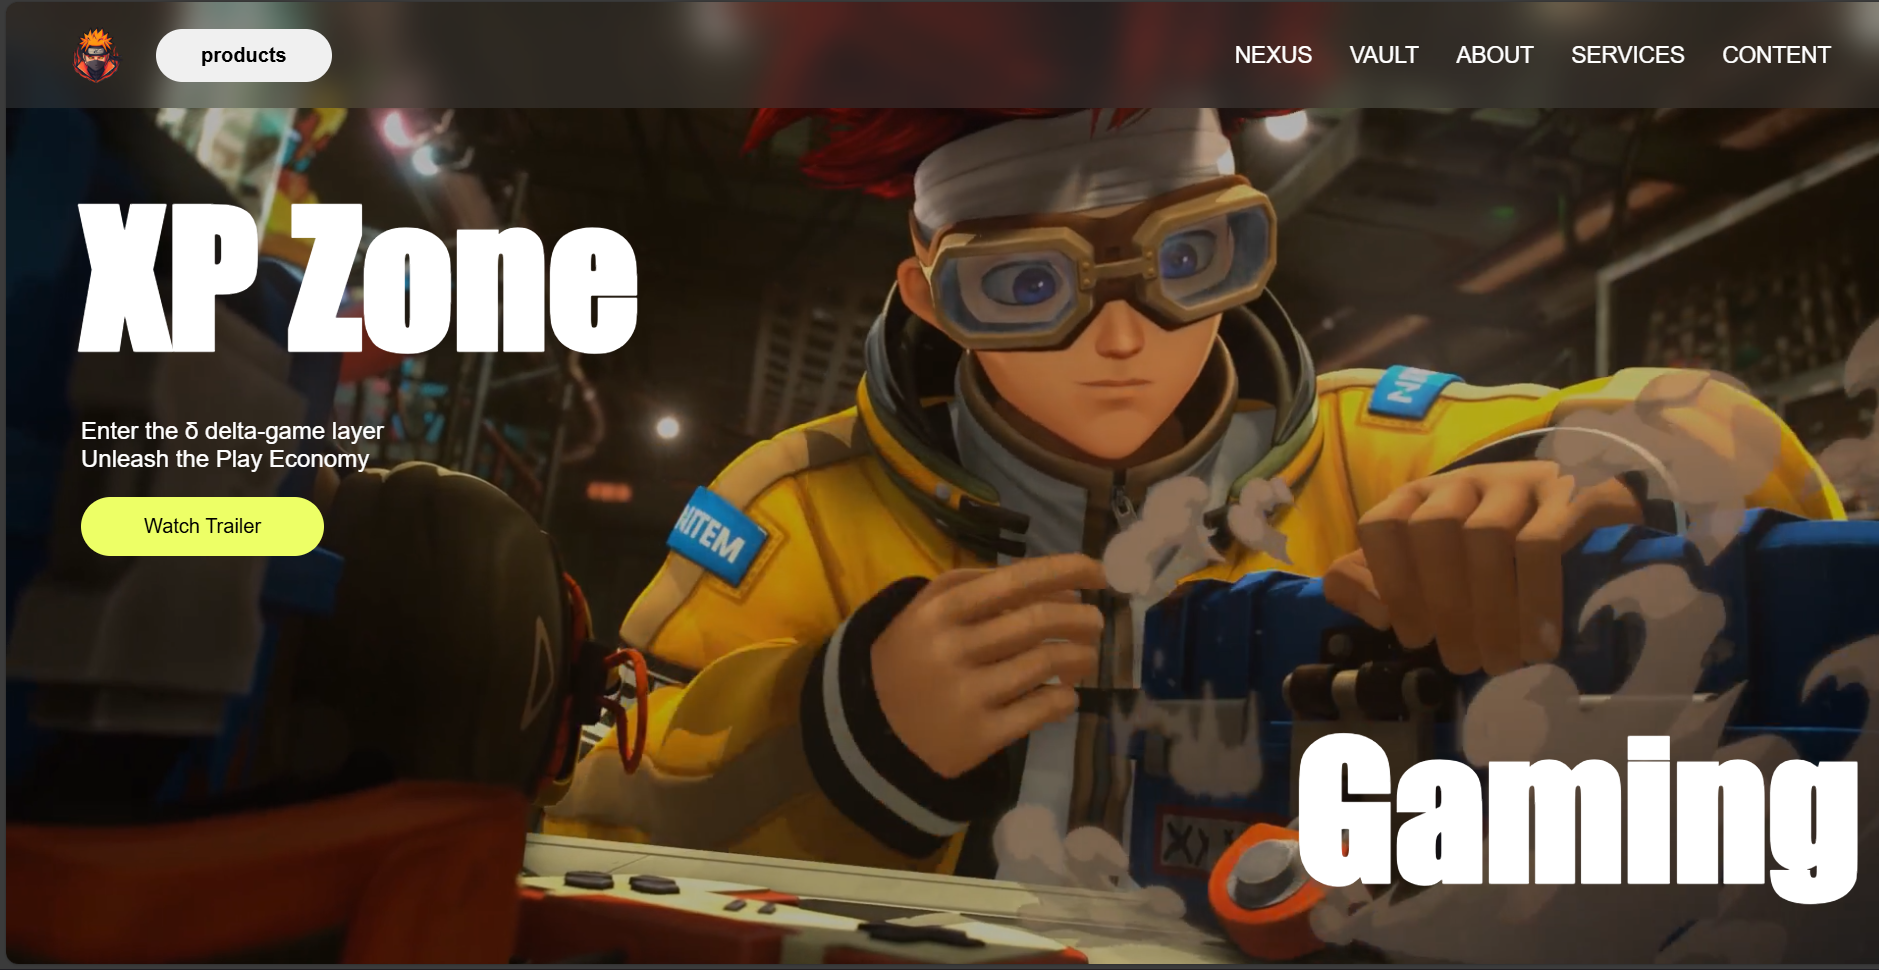 products
NEXUS VAULT ABOUT SERVICES CONTENT
XP Zone
Enter the δ delta-game layer
Unleash the Play Economy
Watch Trailer
NITEM
Gaming